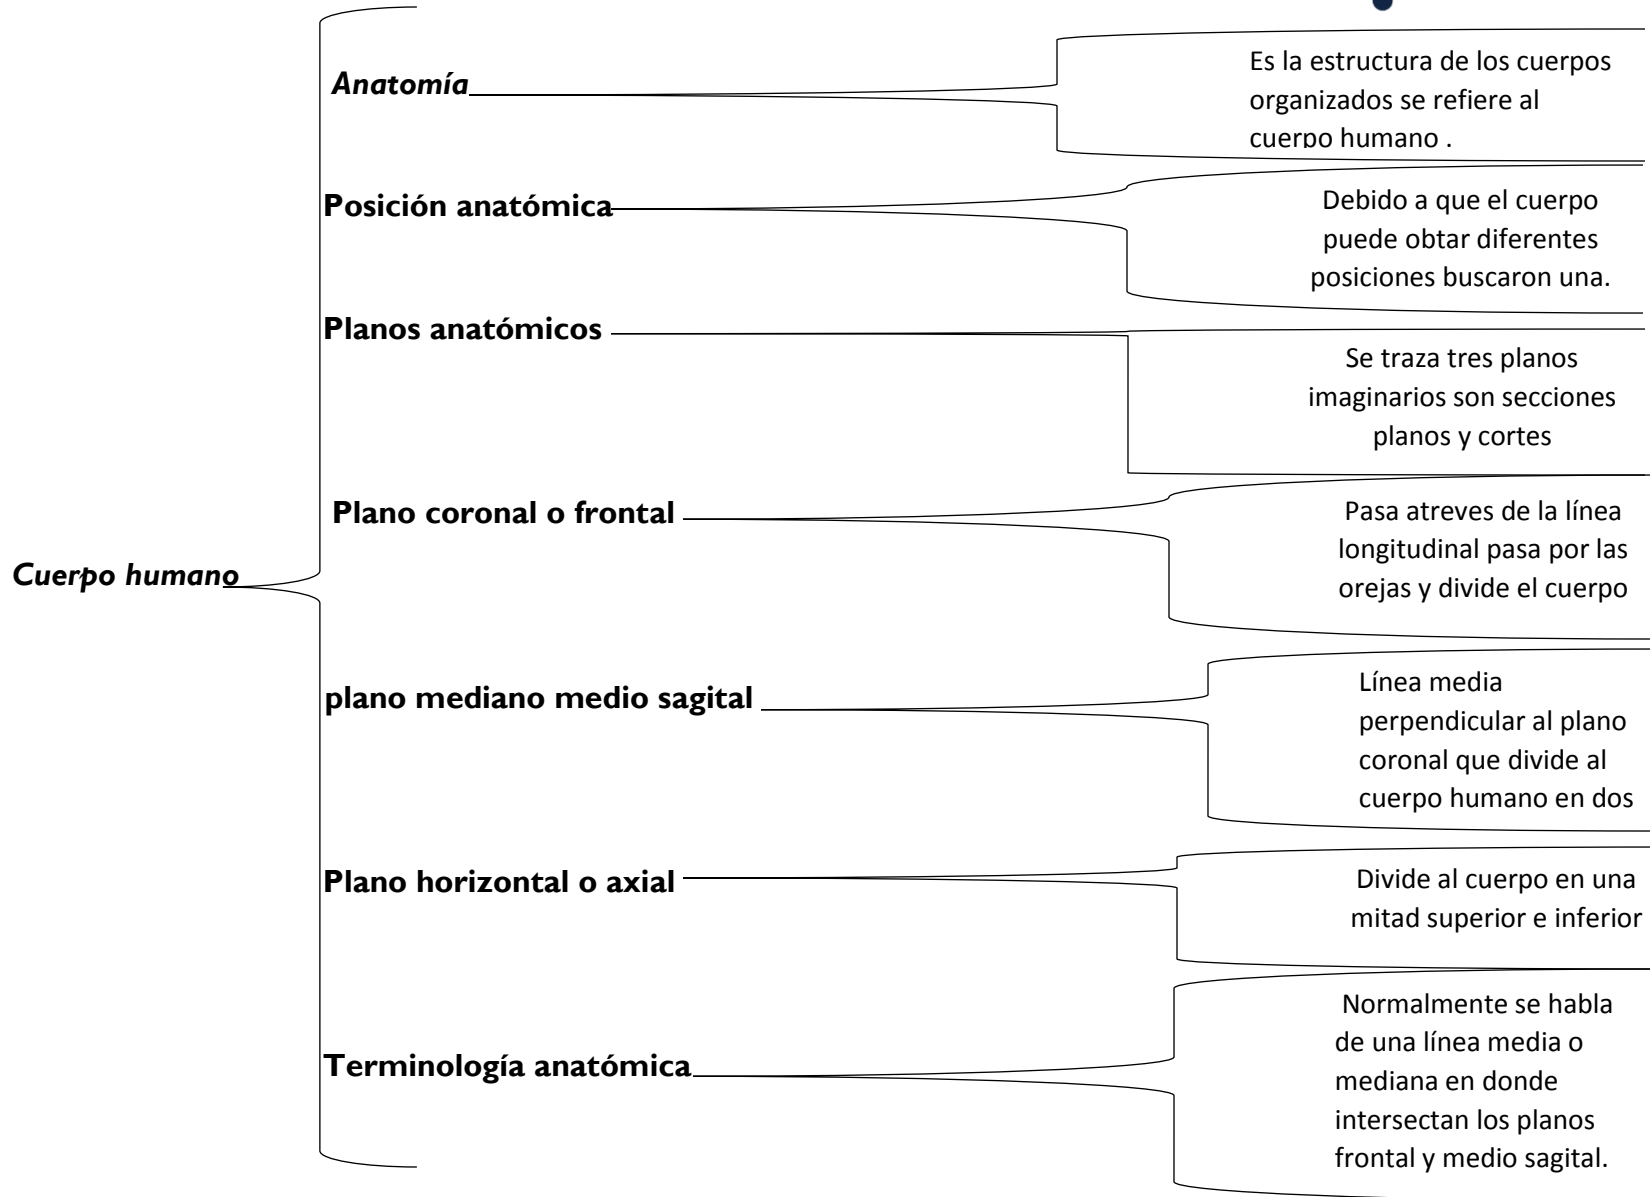 Anatomía
Es la estructura de los cuerpos
organizados se refiere al
cuerpo humano .
Posición anatómica
Debido a que el cuerpo
puede obtar diferentes
posiciones buscaron una.
Planos anatómicos
Se traza tres planos
imaginarios son secciones
planos y cortes
Plano coronal o frontal
Pasa atreves de la línea
longitudinal pasa por las
orejas y divide el cuerpo
Cuerpo humano
plano mediano medio sagital
Línea media
perpendicular al plano
coronal que divide al
cuerpo humano en dos
Plano horizontal o axial
Divide al cuerpo en una
mitad superior e inferior
Terminología anatómica
Normalmente se habla
de una línea media o
mediana en donde
intersectan los planos
frontal y medio sagital.